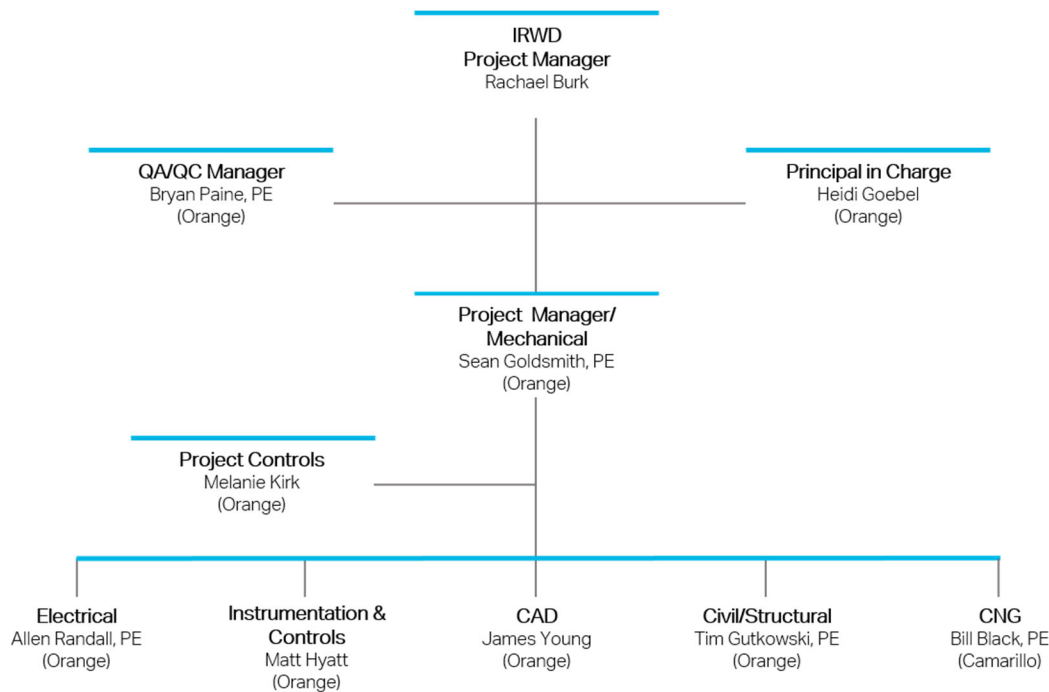 IRWD
Project Manager
Rachael Burk
QA/QC Manager
Bryan Paine, PE
(Orange)
Principal in Charge
Heidi Goebel
(Orange)
Project Manager/
Mechanical
Sean Goldsmith, PE
(Orange)
Project Controls
Melanie Kirk
(Orange)
Electrical
Allen Randall, PE
(Orange)
Instrumentation &
Controls
Matt Hyatt
(Orange)
CAD
James Young
(Orange)
Civil/Structural
Tim Gutkowski, PE
(Orange)
CNG
Bill Black, PE
(Camarillo)